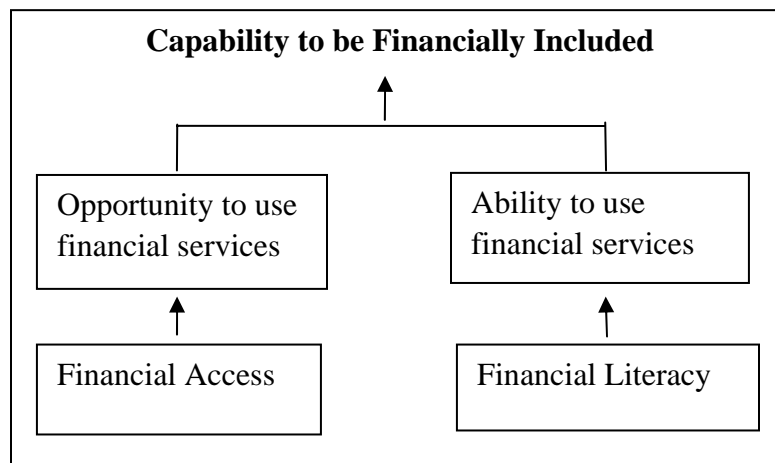 Capability to be Financially Included
Opportunity to use
financial services
Ability to use
financial services
Financial Access
Financial Literacy